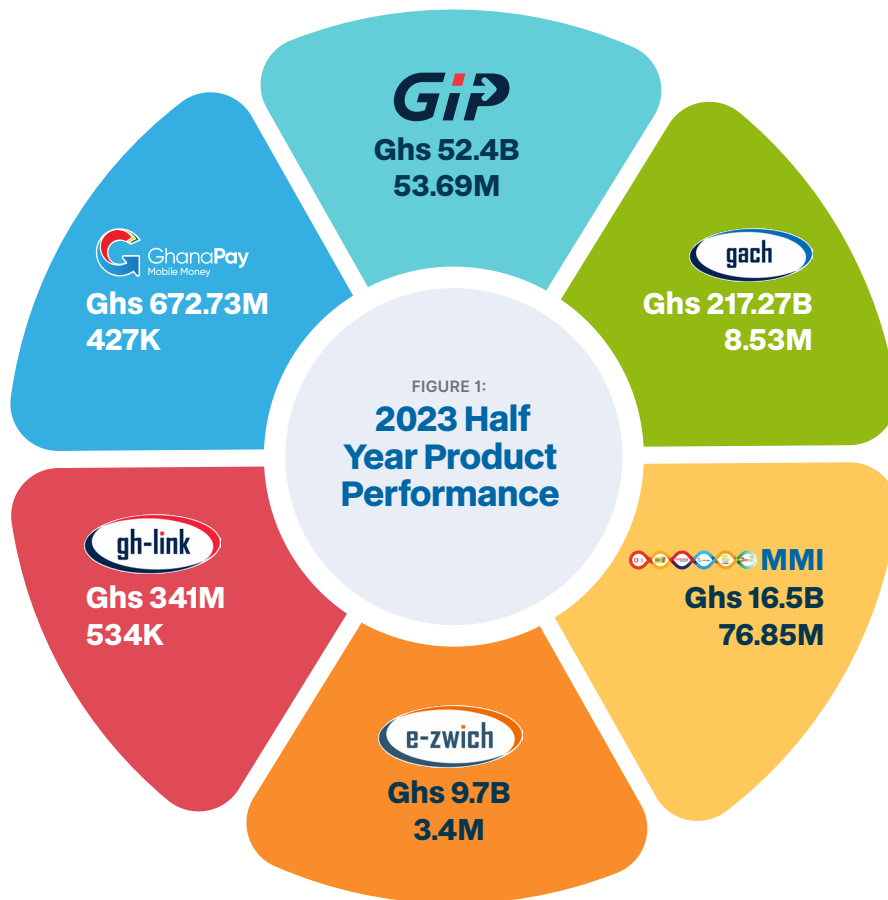 GiP
Ghs 52.4B
53.69M
GhanaPay
Mobile Money
Ghs 672.73M
427K
gach
Ghs 217.27B
8.53M
FIGURE 1:
2023 Half
Year Product
Performance
gh-link
Ghs 341M
534K
MMI
Ghs 16.5B
76.85M
e-zwich
Ghs 9.7B
3.4M